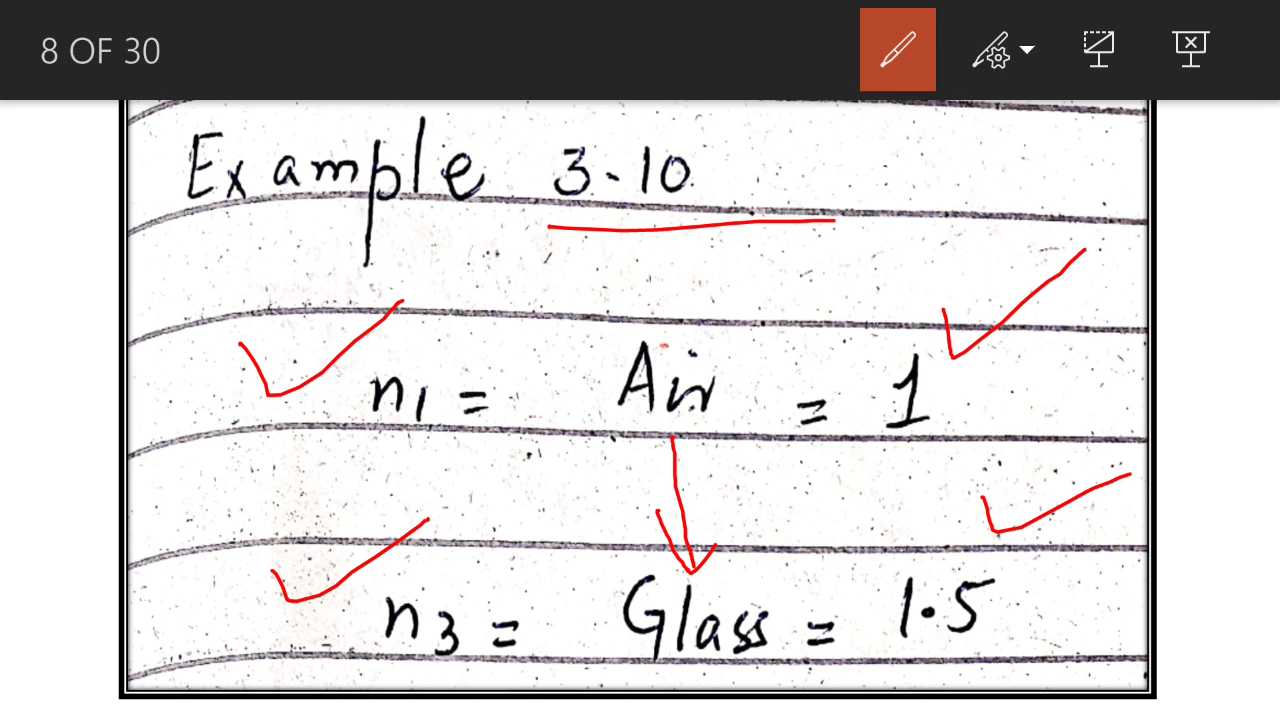 8 OF 30
Example 3.10
n1 = Air = 1
n3 = Glass = 1.5